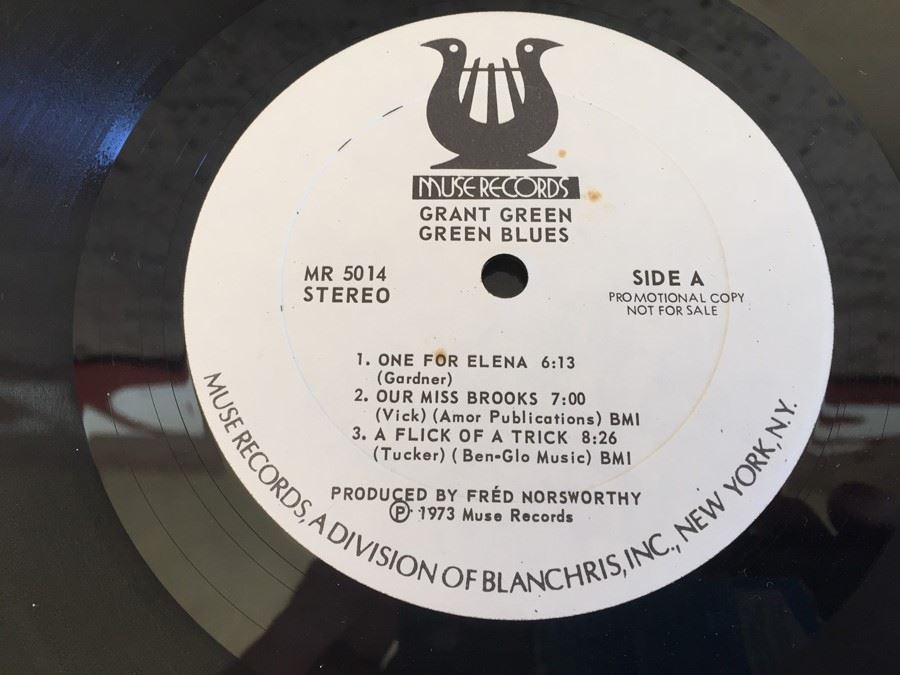 MUSE RECORDS
GRANT GREEN
GREEN BLUES
MR 5014
STEREO
SIDE A
PROMOTIONAL COPY
NOT FOR SALE
1. ONE FOR ELENA 6:13
(Gardner)
2. OUR MISS BROOKS 7:00
(Vick) (Amor Publications) BMI
3. A FLICK OF A TRICK 8:26
(Tucker) (Ben-Glo Music) BMI
PRODUCED BY FRÉD NORSWORTHY
Ⓟ 1973 Muse Records
MUSE RECORDS, A DIVISION OF BLANCHRIS, INC., NEW YORK, N.Y.